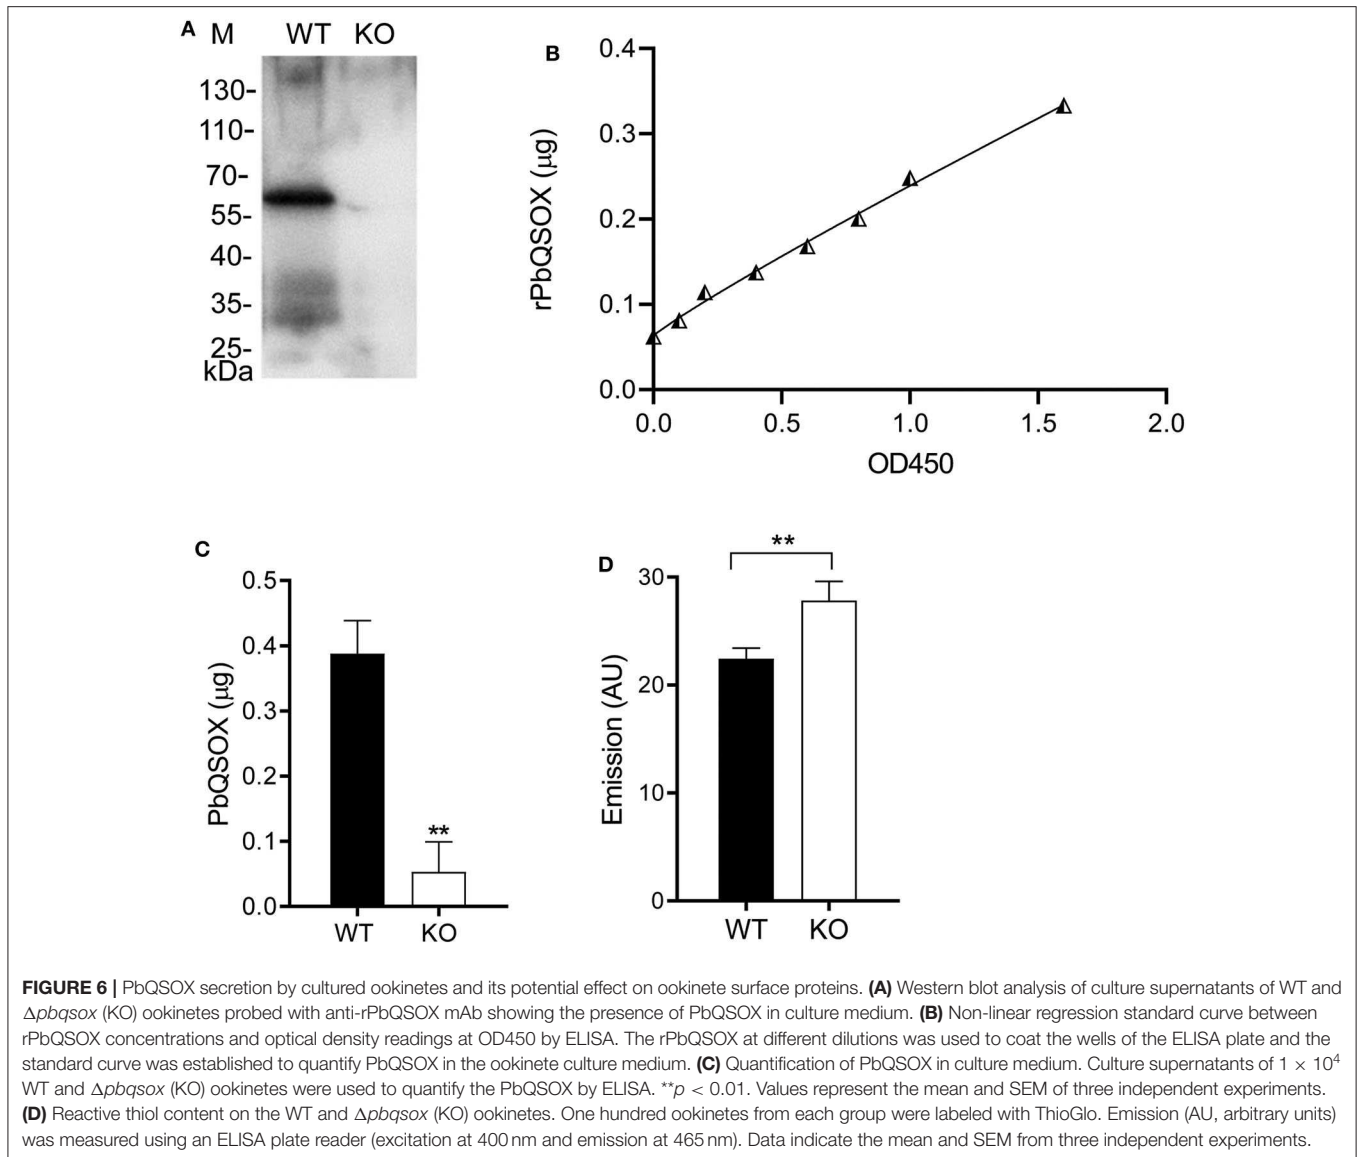 A M WT KO
130-
110-
70-
55-
40-
35-
25-
kDa
B
0.4
0.3
0.2
0.1
0.0
rPbQSOX (µg)
0.0 0.5 1.0 1.5 2.0
OD450
C
0.5
0.4
0.3
0.2
0.1
0.0
PbQSOX (µg)
**
WT KO
D
**
30
20
10
0
Emission (AU)
WT KO
FIGURE 6 | PbQSOX secretion by cultured ookinetes and its potential effect on ookinete surface proteins. (A) Western blot analysis of culture supernatants of WT and
Δpbqsox (KO) ookinetes probed with anti-rPbQSOX mAb showing the presence of PbQSOX in culture medium. (B) Non-linear regression standard curve between
rPbQSOX concentrations and optical density readings at OD450 by ELISA. The rPbQSOX at different dilutions was used to coat the wells of the ELISA plate and the
standard curve was established to quantify PbQSOX in the ookinete culture medium. (C) Quantification of PbQSOX in culture medium. Culture supernatants of 1 × 10⁴
WT and Δpbqsox (KO) ookinetes were used to quantify the PbQSOX by ELISA. **p < 0.01. Values represent the mean and SEM of three independent experiments.
(D) Reactive thiol content on the WT and Δpbqsox (KO) ookinetes. One hundred ookinetes from each group were labeled with ThioGlo. Emission (AU, arbitrary units)
was measured using an ELISA plate reader (excitation at 400 nm and emission at 465 nm). Data indicate the mean and SEM from three independent experiments.